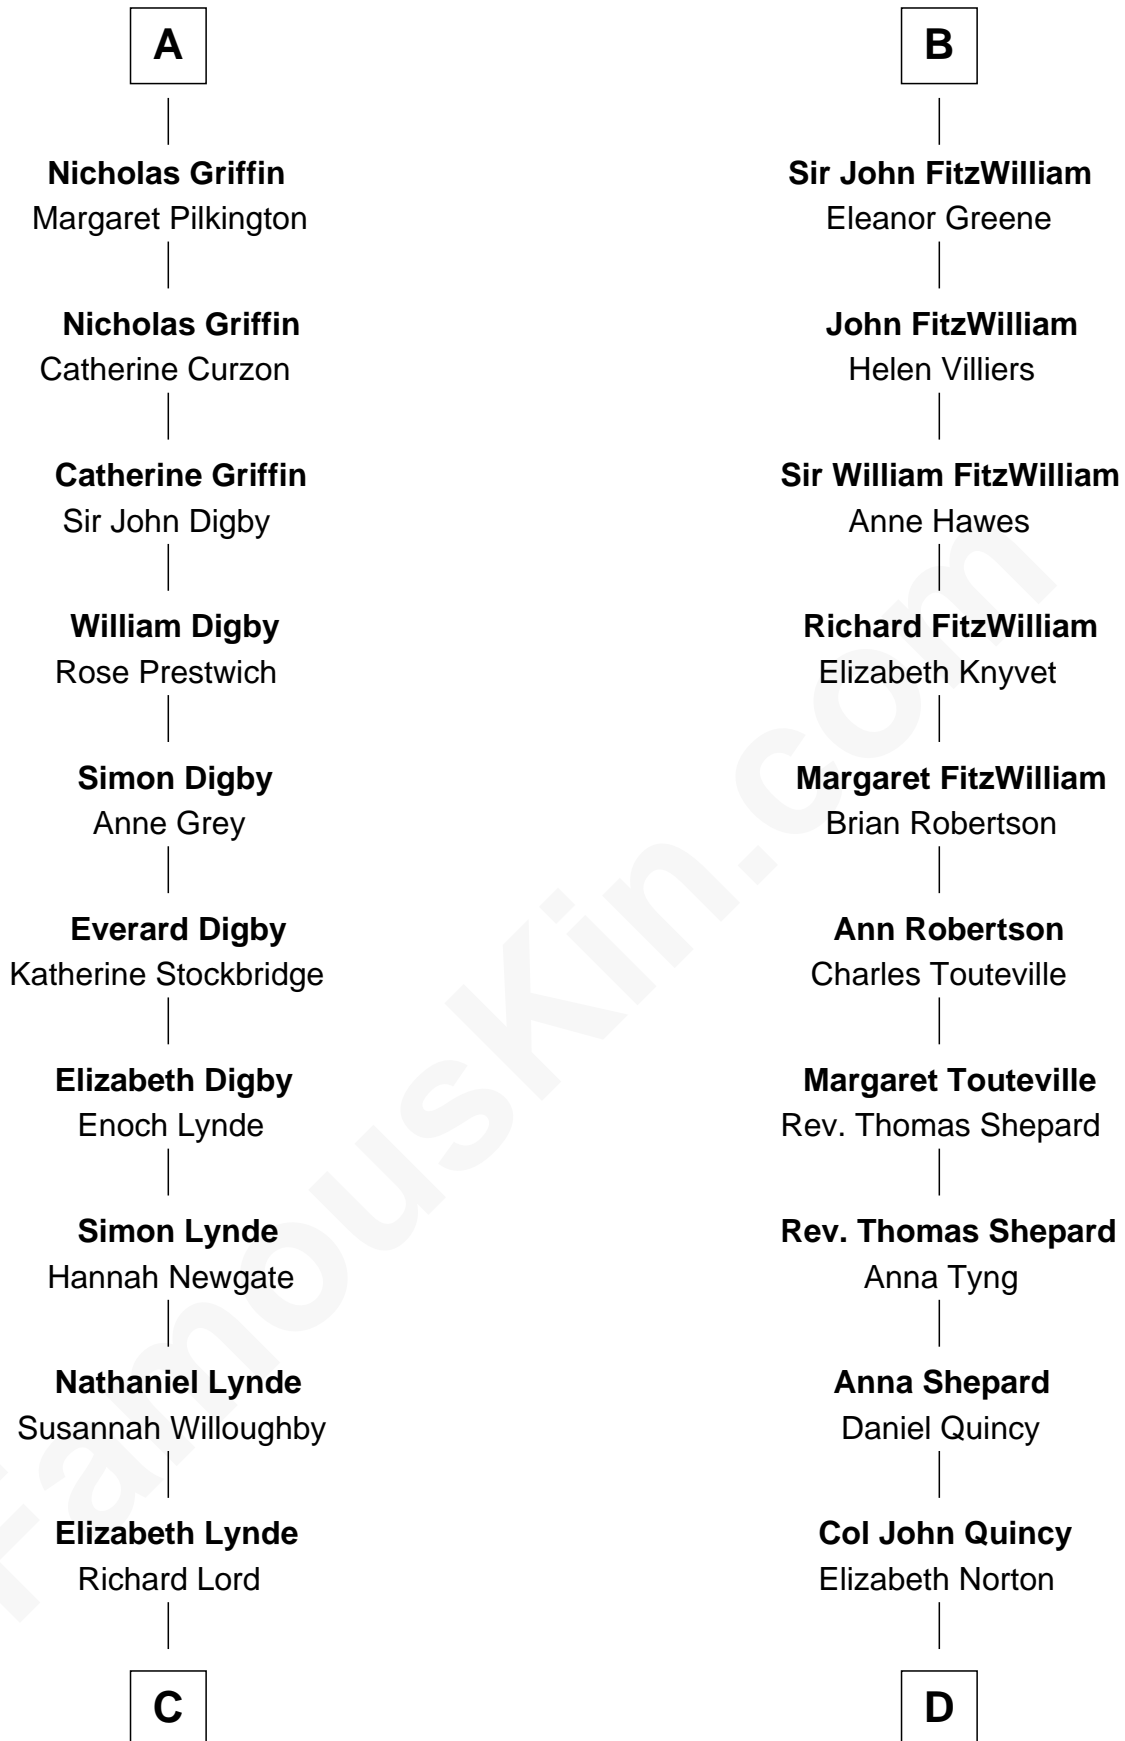 A
Nicholas Griffin
Margaret Pilkington
Nicholas Griffin
Catherine Curzon
Catherine Griffin
Sir John Digby
William Digby
Rose Prestwich
Simon Digby
Anne Grey
Everard Digby
Katherine Stockbridge
Elizabeth Digby
Enoch Lynde
Simon Lynde
Hannah Newgate
Nathaniel Lynde
Susannah Willoughby
Elizabeth Lynde
Richard Lord
C
B
Sir John FitzWilliam
Eleanor Greene
John FitzWilliam
Helen Villiers
Sir William FitzWilliam
Anne Hawes
Richard FitzWilliam
Elizabeth Knyvet
Margaret FitzWilliam
Brian Robertson
Ann Robertson
Charles Touteville
Margaret Touteville
Rev. Thomas Shepard
Rev. Thomas Shepard
Anna Tyng
Anna Shepard
Daniel Quincy
Col John Quincy
Elizabeth Norton
D
FamousKin.com